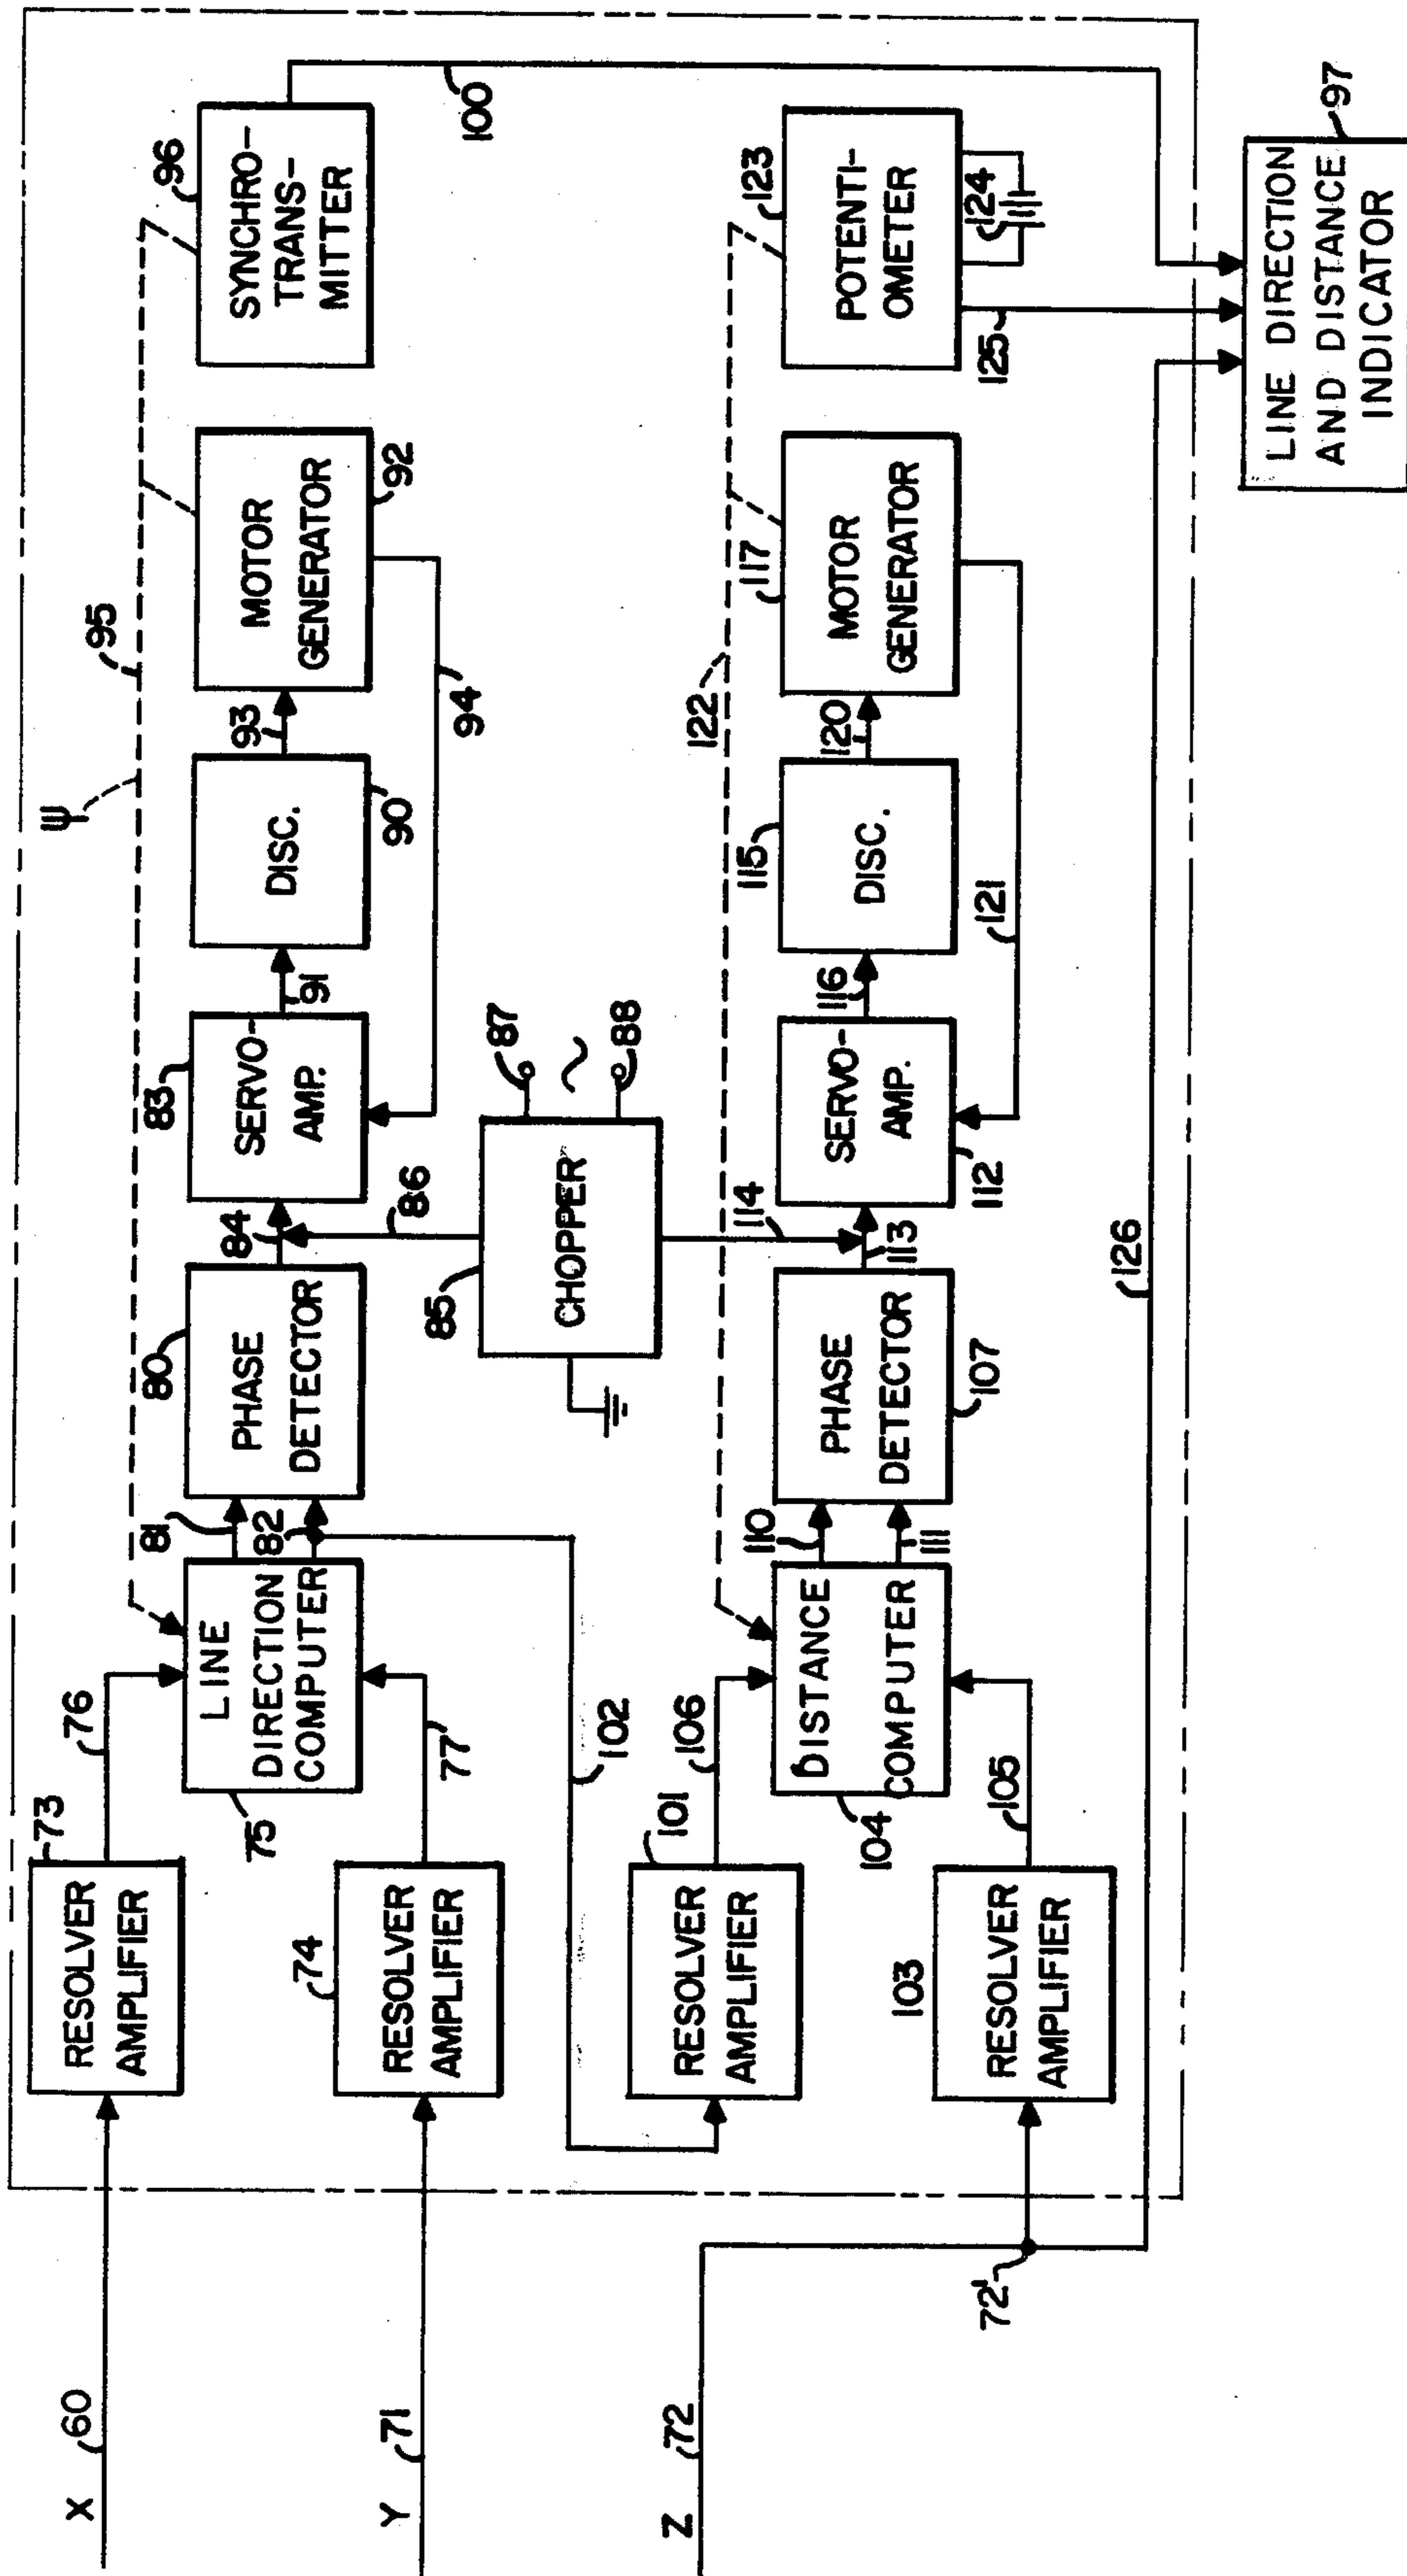 X
60
Y
71
Z
72
72'
73
RESOLVER
AMPLIFIER
76
74
RESOLVER
AMPLIFIER
77
LINE
DIRECTION
COMPUTER
75
81
82
80
PHASE
DETECTOR
84
86
83
SERVO-
AMP.
91
DISC.
90
93
MOTOR
GENERATOR
92
94
Ψ
95
96
SYNCHRO-
TRANS-
MITTER
100
85
CHOPPER
87
~
88
102
101
RESOLVER
AMPLIFIER
106
103
RESOLVER
AMPLIFIER
105
DISTANCE
COMPUTER
104
110
111
PHASE
DETECTOR
107
114
113
SERVO-
AMP.
112
116
115
DISC.
120
117
MOTOR
GENERATOR
121
122
123
POTENTI-
OMETER
124
125
126
LINE DIRECTION
AND DISTANCE
INDICATOR
97